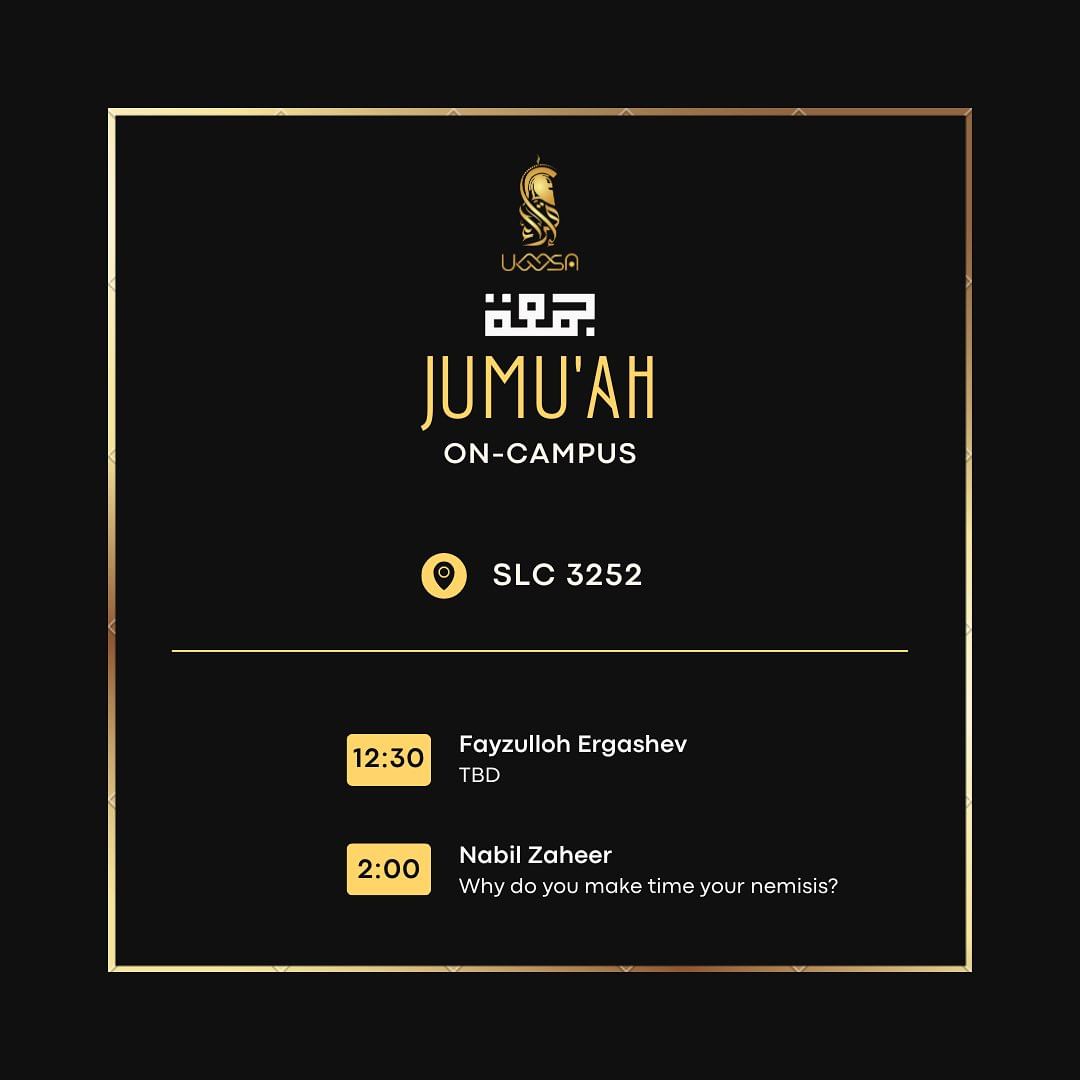 جمعة
JUMU'AH
ON-CAMPUS
SLC 3252
12:30
Fayzulloh Ergashev
TBD
2:00
Nabil Zaheer
Why do you make time your nemisis?